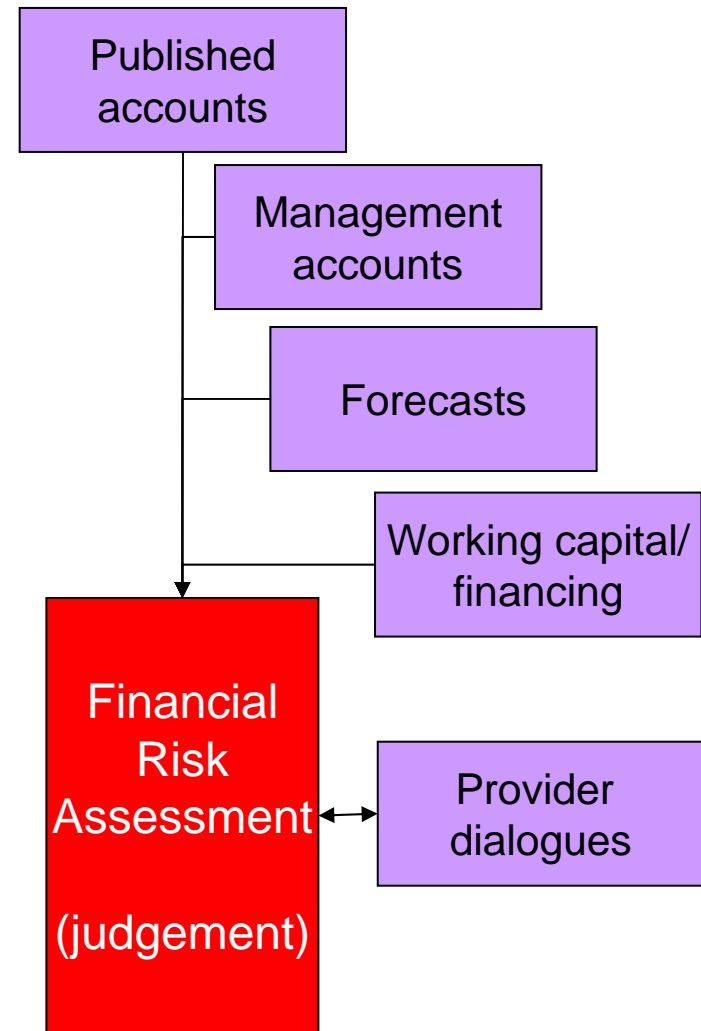 Published
accounts
Management
accounts
Forecasts
Working capital/
financing
Financial
Risk
Assessment
(judgement)
Provider
dialogues